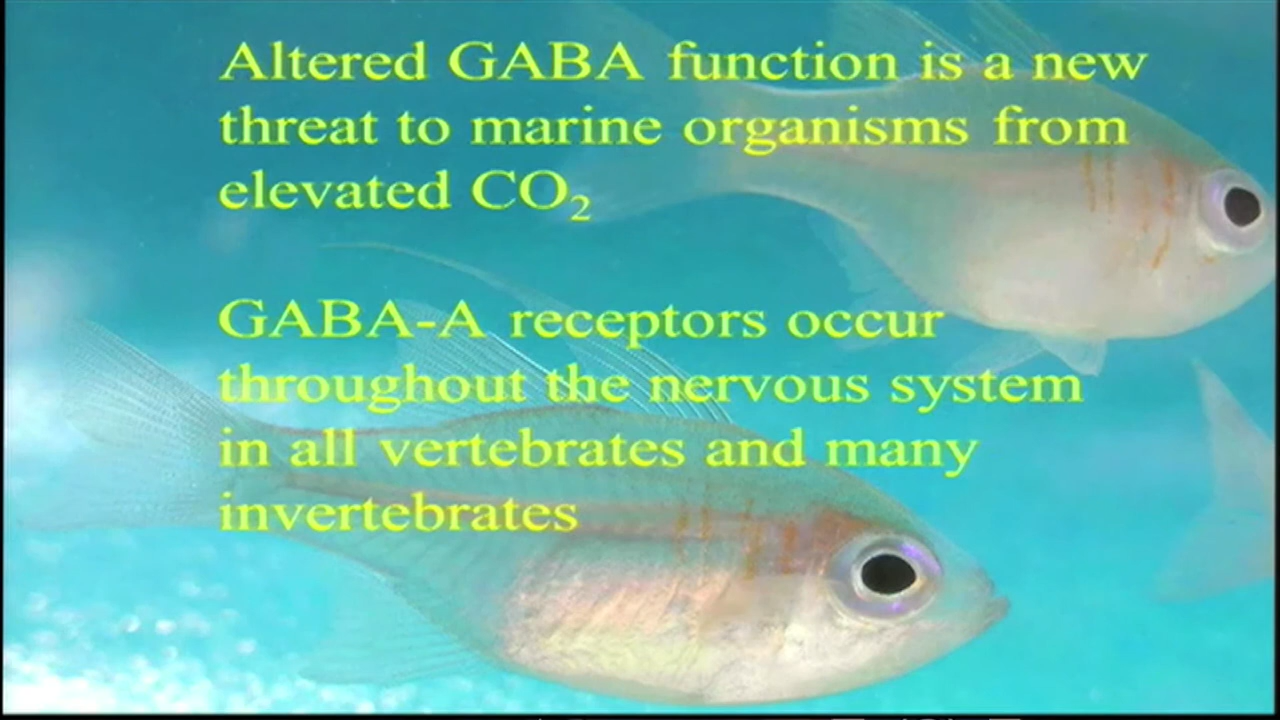 Altered GABA function is a new
threat to marine organisms from
elevated CO₂
GABA-A receptors occur
throughout the nervous system
in all vertebrates and many
invertebrates